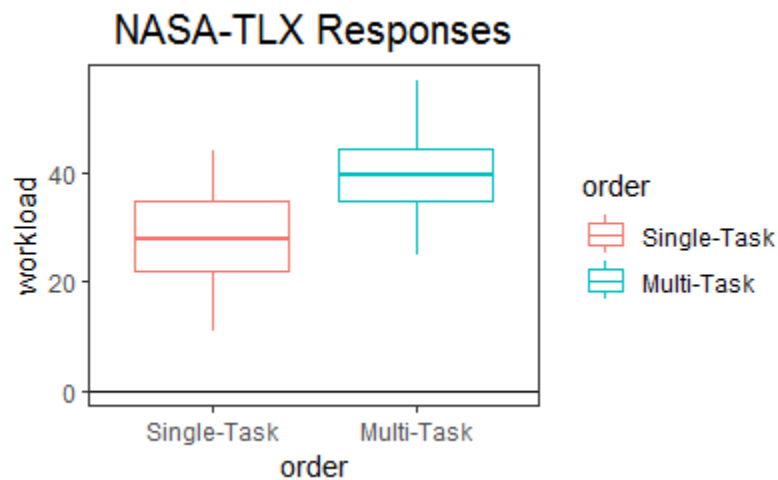 NASA-TLX Responses
workload
40
20
0
Single-Task Multi-Task
order
order
Single-Task
Multi-Task